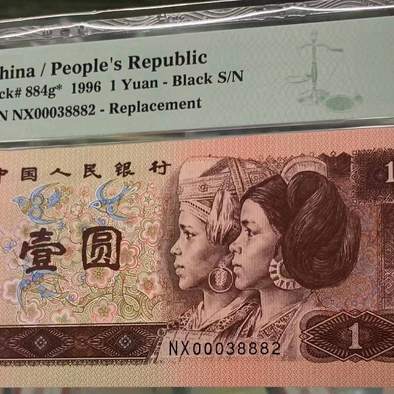 China / People's Republic
ck# 884g* 1996 1 Yuan - Black S/N
N NX00038882 - Replacement
中国人民银行
1
壹圆
NX00038882
1